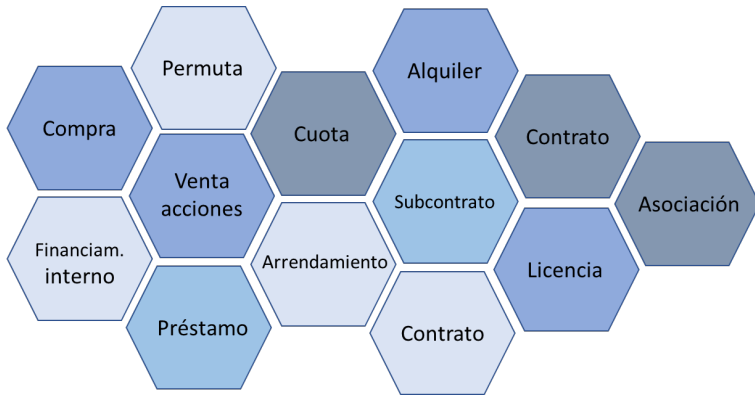 Permuta
Alquiler
Compra
Cuota
Contrato
Venta
acciones
Subcontrato
Asociación
Financiam.
interno
Arrendamiento
Licencia
Préstamo
Contrato